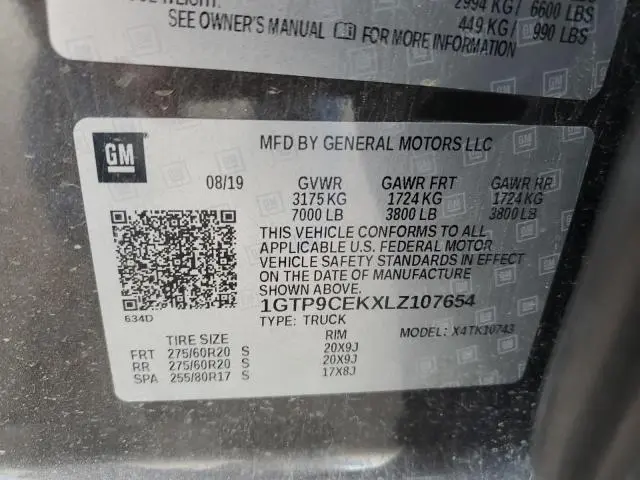 WEIGHT: 2994 KG/ 6600 LBS
SEE OWNER'S MANUAL FOR MORE INFORMATION 449 KG/ 990 LBS
GM
MFD BY GENERAL MOTORS LLC
08/19 GVWR GAWR FRT GAWR RR
3175 KG 1724 KG 1724 KG
7000 LB 3800 LB 3800 LB
THIS VEHICLE CONFORMS TO ALL
APPLICABLE U.S. FEDERAL MOTOR
VEHICLE SAFETY STANDARDS IN
EFFECT ON THE DATE OF MANUFACTURE
SHOWN ABOVE.
1GTP9CEKXLZ107654
634D
TYPE: TRUCK MODEL: X4TK10743
TIRE SIZE RIM
FRT 275/60R20 S 20X9J
RR 275/60R20 S 20X9J
SPA 255/80R17 S 17X8J